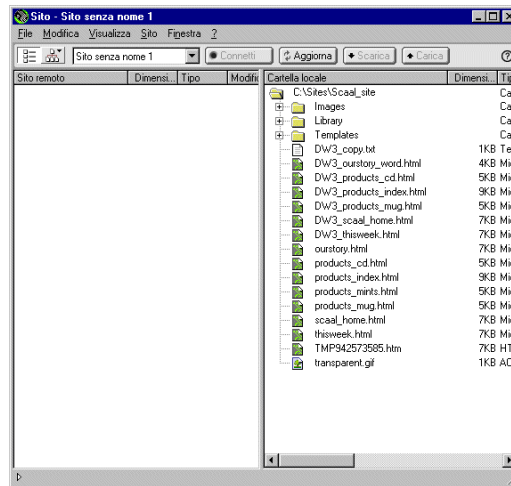 Sito - Sito senza nome 1
File Modifica Visualizza Sito Finestra ?
Sito senza nome 1 Connetti Aggiorna Scarica Carica
Sito remoto Dimensi... Tipo Modific
Cartella locale Dimensi... Tip
C:\Sites\Scaal_site Ca
Images Ca
Library Ca
Templates Ca
DW3_copy.txt 1KB Te
DW3_ourstory_word.html 4KB Mi
DW3_products_cd.html 5KB Mi
DW3_products_index.html 9KB Mi
DW3_products_mug.html 5KB Mi
DW3_scaal_home.html 7KB Mi
DW3_thisweek.html 7KB Mi
ourstory.html 7KB Mi
products_cd.html 5KB Mi
products_index.html 9KB Mi
products_mints.html 5KB Mi
products_mug.html 5KB Mi
scaal_home.html 7KB Mi
thisweek.html 7KB Mi
TMP942573585.htm 7KB HT
transparent.gif 1KB AC